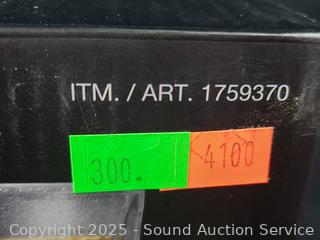 ITM. / ART. 1759370
300.
4100
Copyright 2025 - Sound Auction Service